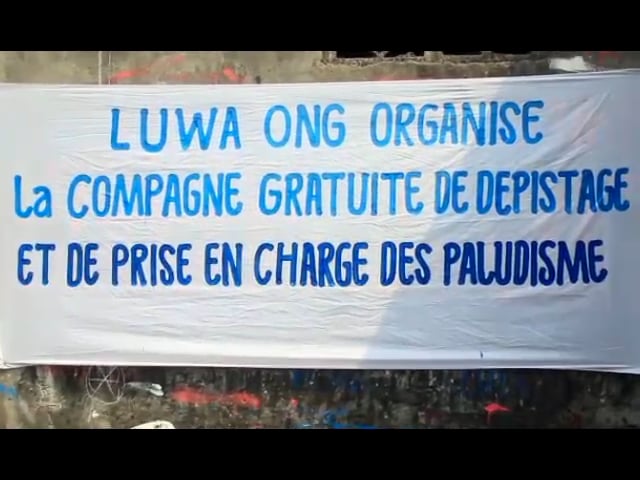 LUWA ONG ORGANISE
La COMPAGNE GRATUITE DE DEPISTAGE
ET DE PRISE EN CHARGE DES PALUDISME